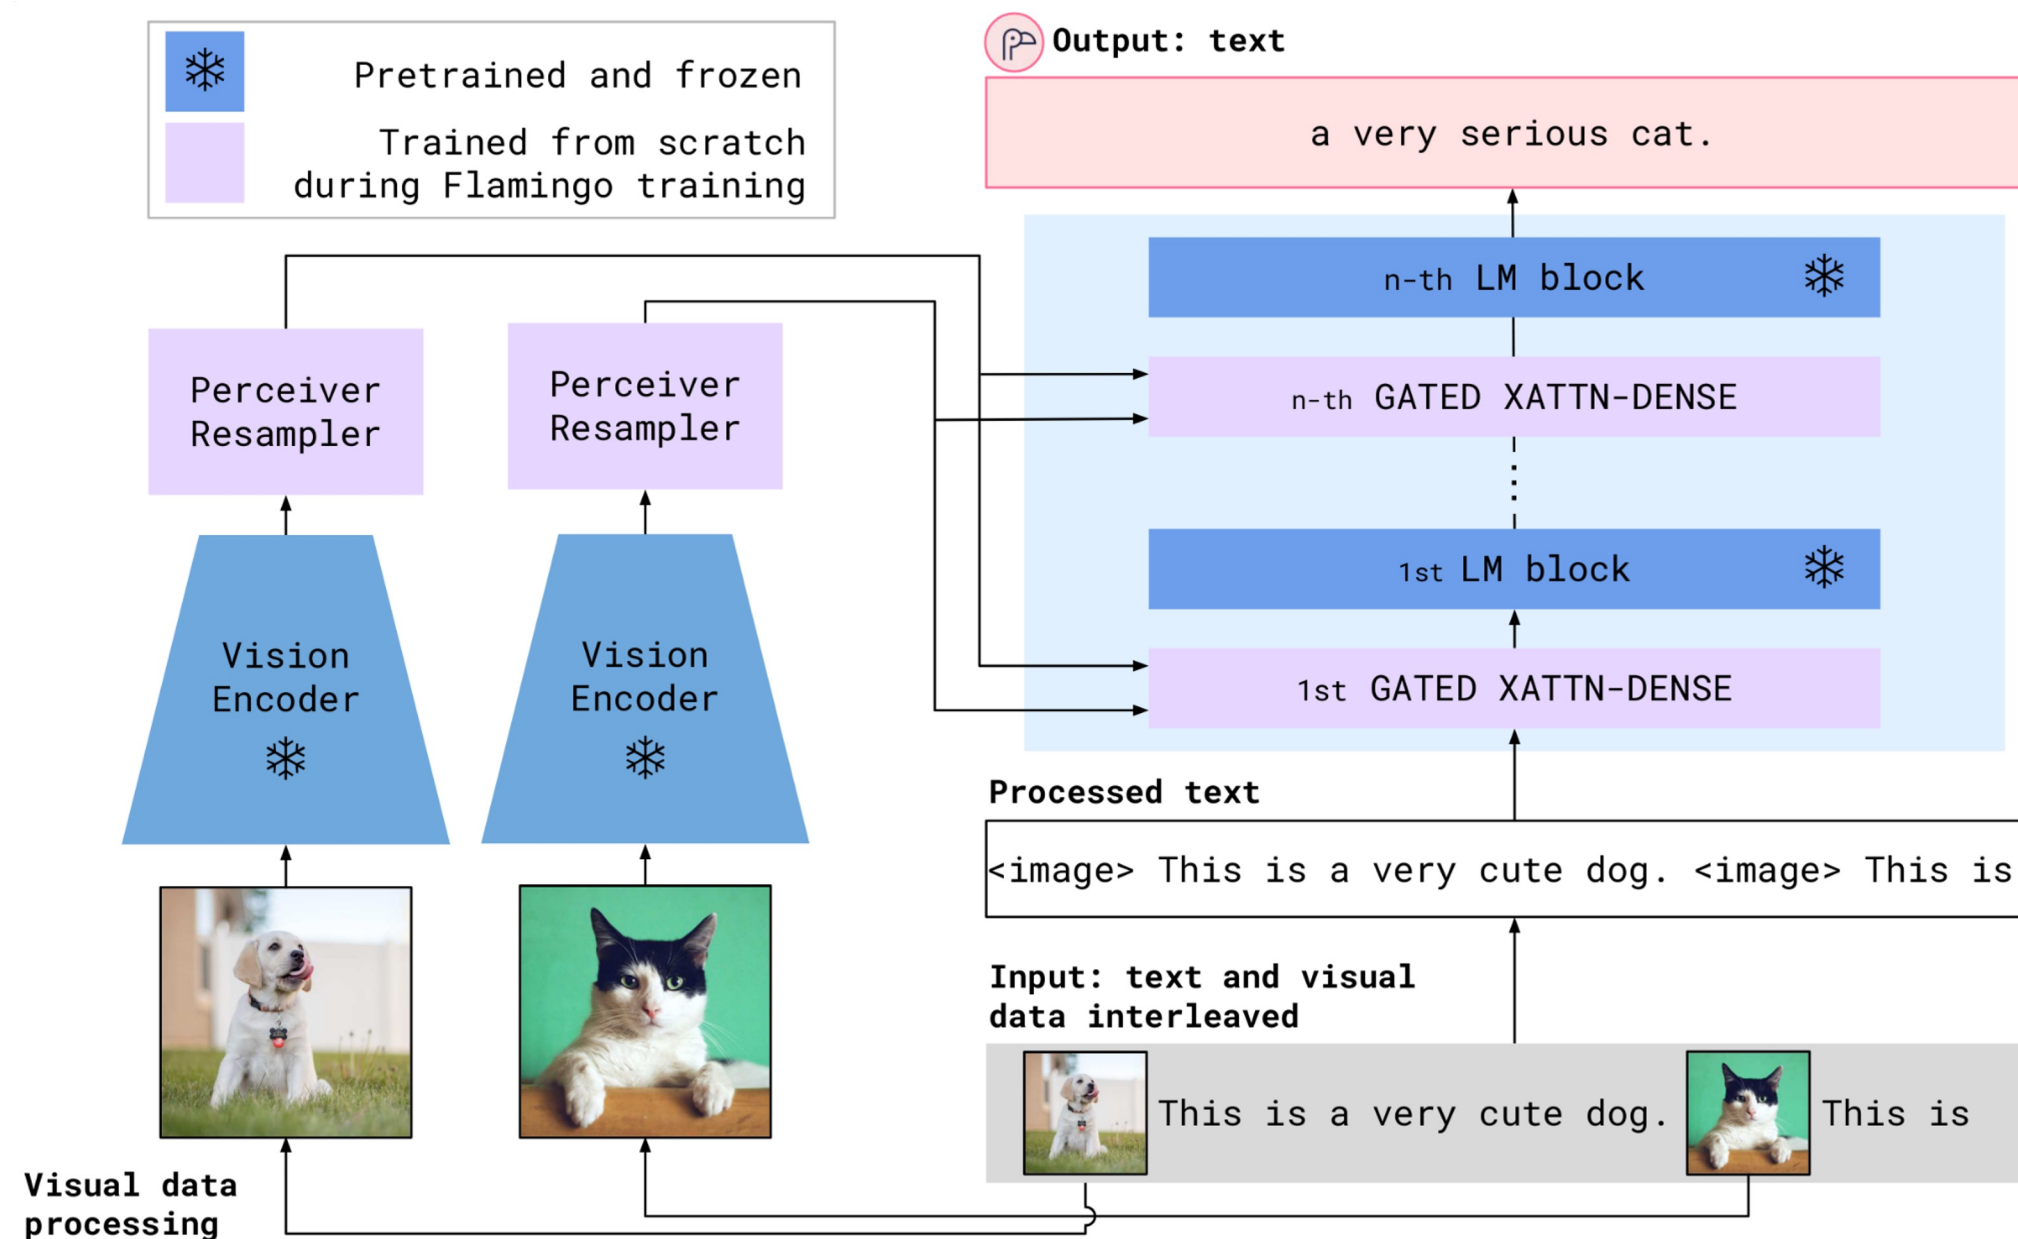 Pretrained and frozen
Trained from scratch
during Flamingo training
Output: text
a very serious cat.
n-th LM block
n-th GATED XATTN-DENSE
1st LM block
1st GATED XATTN-DENSE
Perceiver
Resampler
Perceiver
Resampler
Vision
Encoder
Vision
Encoder
Processed text
<image> This is a very cute dog. <image> This is
Input: text and visual
data interleaved
This is a very cute dog.
This is
Visual data
processing